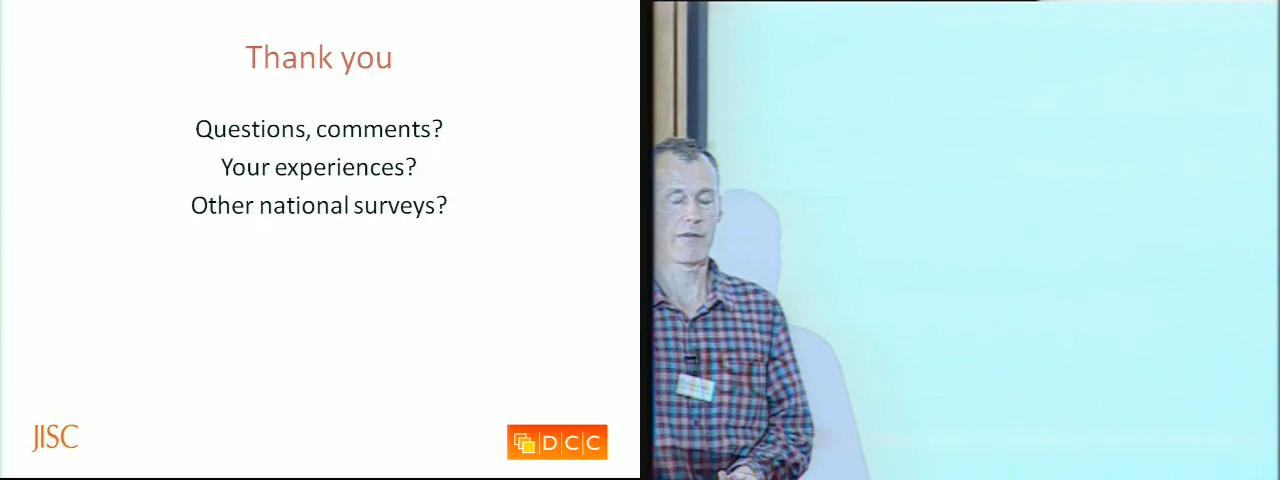 Thank you
Questions, comments?
Your experiences?
Other national surveys?
JISC
DCC